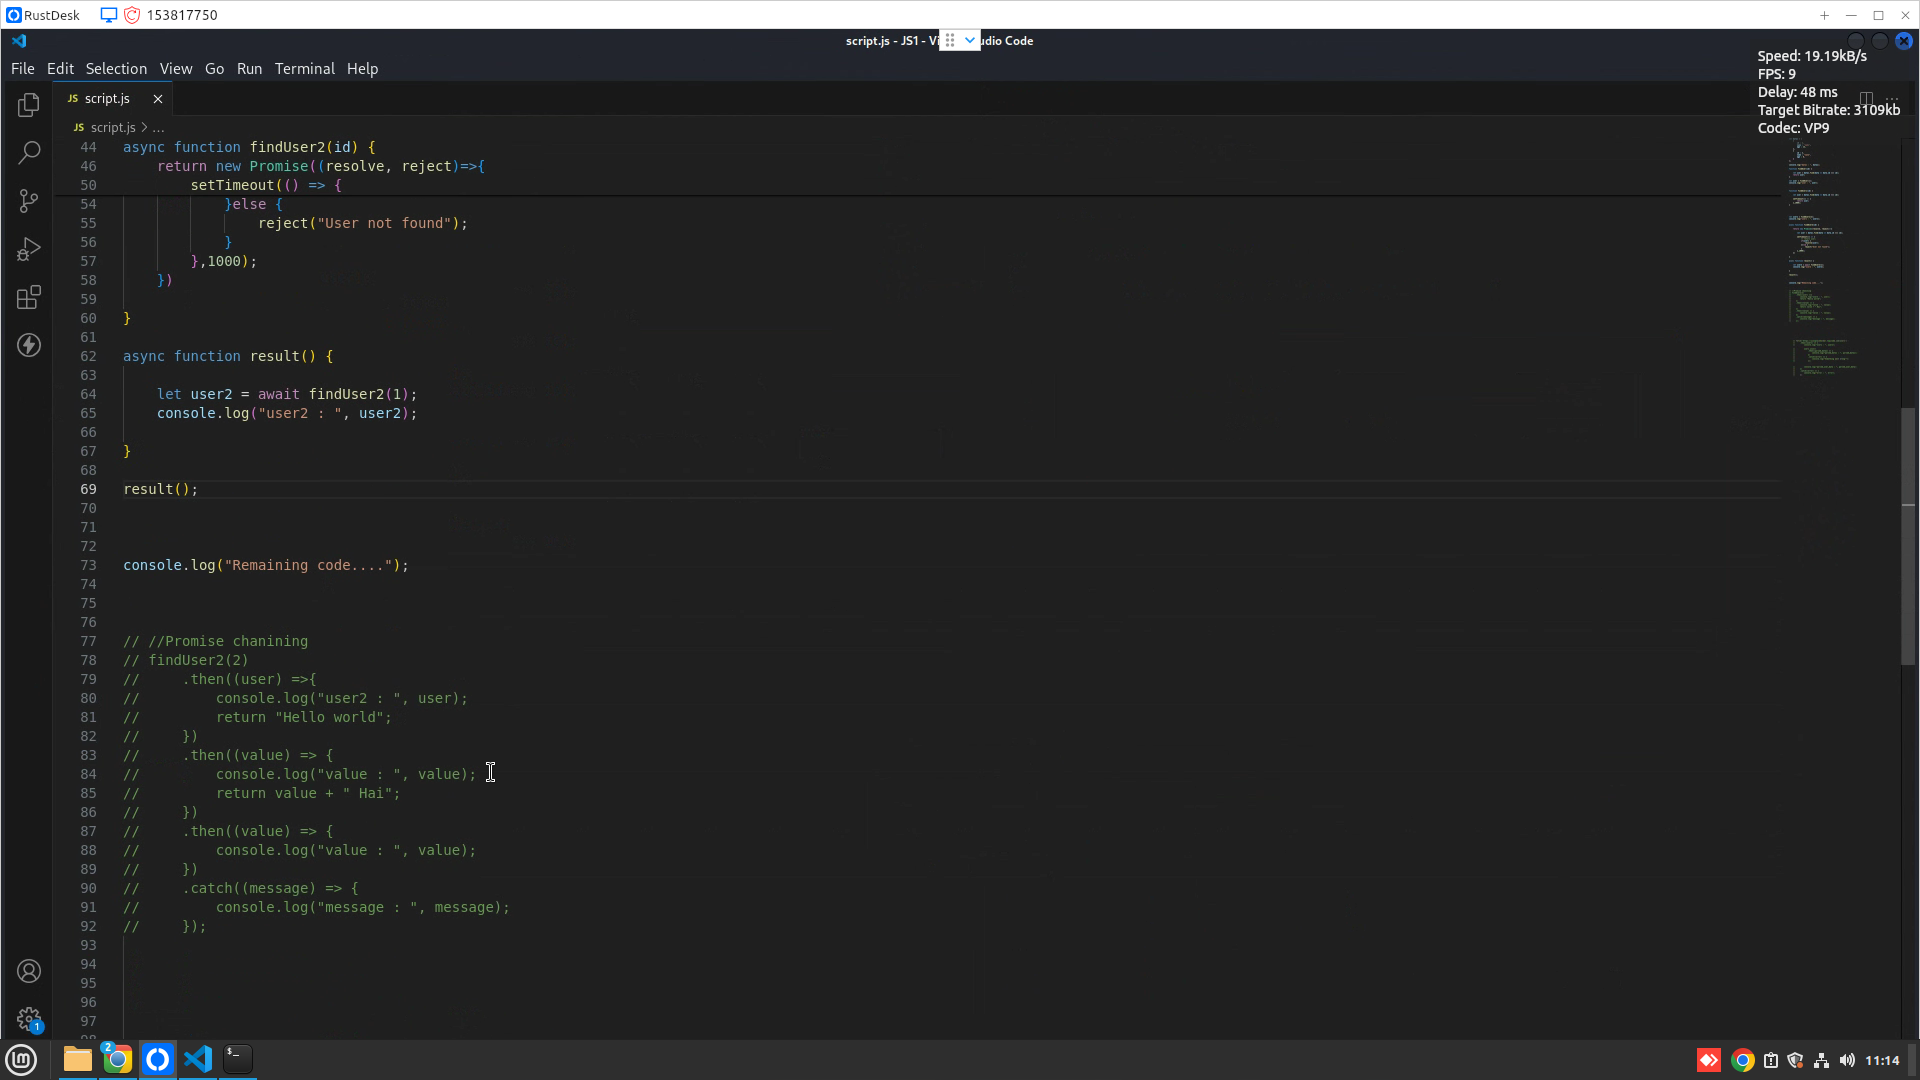 RustDesk 153817750
script.js - JS1 - Vi udio Code
File Edit Selection View Go Run Terminal Help
Speed: 19.19kB/s
FPS: 9
Delay: 48 ms
Target Bitrate: 3109kb
Codec: VP9
JS script.js
JS script.js > ...
44 async function findUser2(id) {
46 return new Promise((resolve, reject)=>{
50 setTimeout(() => {
54 }else {
55 reject("User not found");
56 }
57 },1000);
58 })
59
60 }
61
62 async function result() {
63
64 let user2 = await findUser2(1);
65 console.log("user2 : ", user2);
66
67 }
68
69 result();
70
71
72
73 console.log("Remaining code....");
74
75
76
77 // //Promise chanining
78 // findUser2(2)
79 // .then((user) =>{
80 // console.log("user2 : ", user);
81 // return "Hello world";
82 // })
83 // .then((value) => {
84 // console.log("value : ", value);
85 // return value + " Hai";
86 // })
87 // .then((value) => {
88 // console.log("value : ", value);
89 // })
90 // .catch((message) => {
91 // console.log("message : ", message);
92 // });
93
94
95
96
97
1
2
11:14